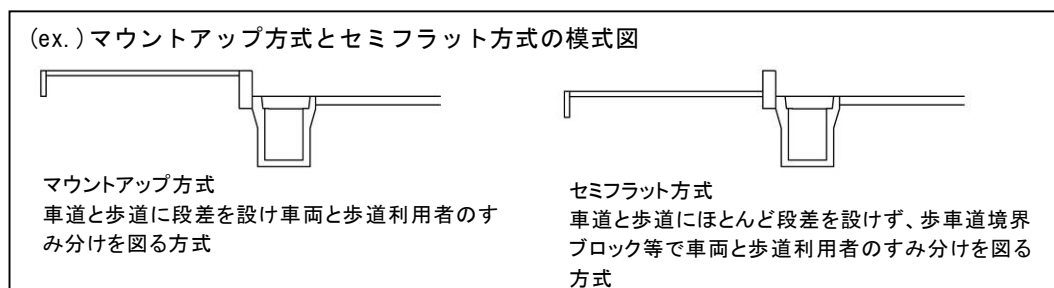 (ex.)マウントアップ方式とセミフラット方式の模式図
マウントアップ方式
車道と歩道に段差を設け車両と歩道利用者のす
み分けを図る方式
セミフラット方式
車道と歩道にほとんど段差を設けず、歩車道境界
ブロック等で車両と歩道利用者のすみ分けを図る
方式